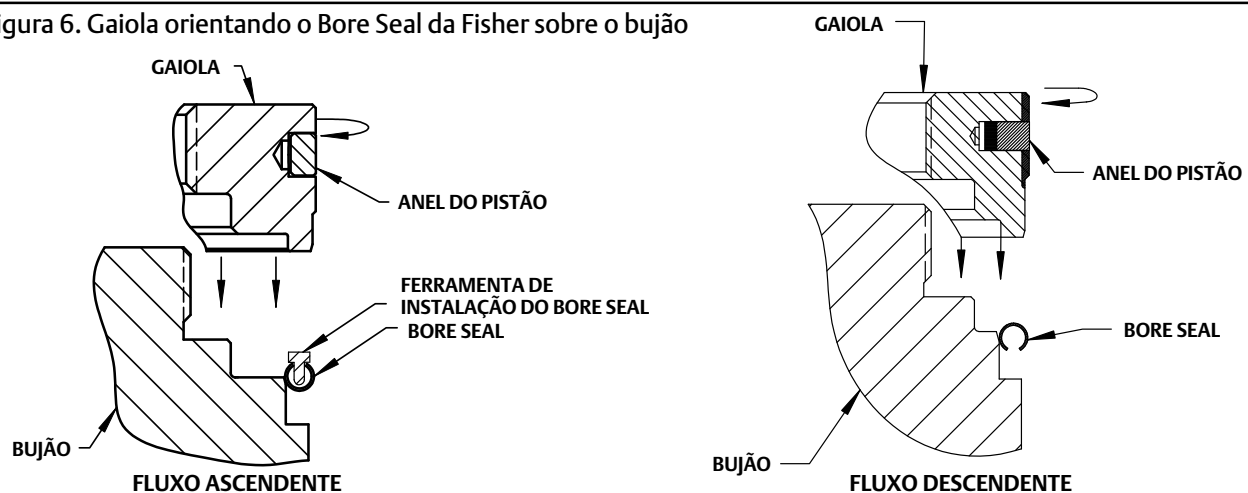 igura 6. Gaiola orientando o Bore Seal da Fisher sobre o bujão
GAIOLA
ANEL DO PISTÃO
FERRAMENTA DE
INSTALAÇÃO DO BORE SEAL
BORE SEAL
BUJÃO
FLUXO ASCENDENTE
GAIOLA
ANEL DO PISTÃO
BORE SEAL
BUJÃO
FLUXO DESCENDENTE